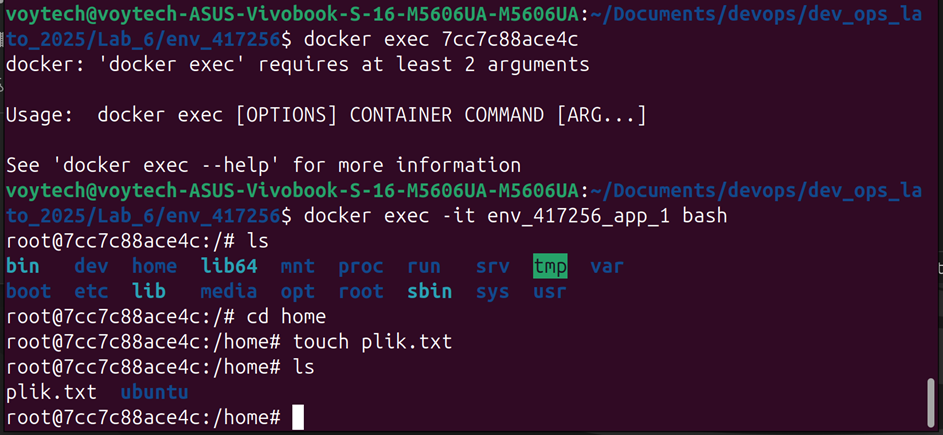 voytech@voytech-ASUS-Vivobook-S-16-M5606UA-M5606UA:~/Documents/devops/dev_ops_la
to_2025/Lab_6/env_417256$ docker exec 7cc7c88ace4c
docker: 'docker exec' requires at least 2 arguments

Usage:  docker exec [OPTIONS] CONTAINER COMMAND [ARG...]

See 'docker exec --help' for more information
voytech@voytech-ASUS-Vivobook-S-16-M5606UA-M5606UA:~/Documents/devops/dev_ops_la
to_2025/Lab_6/env_417256$ docker exec -it env_417256_app_1 bash
root@7cc7c88ace4c:/# ls
bin   dev  home  lib64  mnt  proc  run   srv  tmp  var
boot  etc  lib   media  opt  root  sbin  sys  usr
root@7cc7c88ace4c:/# cd home
root@7cc7c88ace4c:/home# touch plik.txt
root@7cc7c88ace4c:/home# ls
plik.txt  ubuntu
root@7cc7c88ace4c:/home#